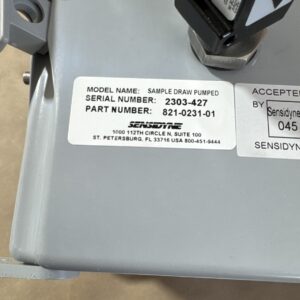 MODEL NAME: SAMPLE DRAW PUMPED
SERIAL NUMBER: 2303-427
PART NUMBER: 821-0231-01
SENSIDYNE
1000 112TH CIRCLE N, SUITE 100
ST. PETERSBURG, FL 33716 USA 800-451-9444
ACCEPTE
BY Sensidyne
045
SENSIDYN